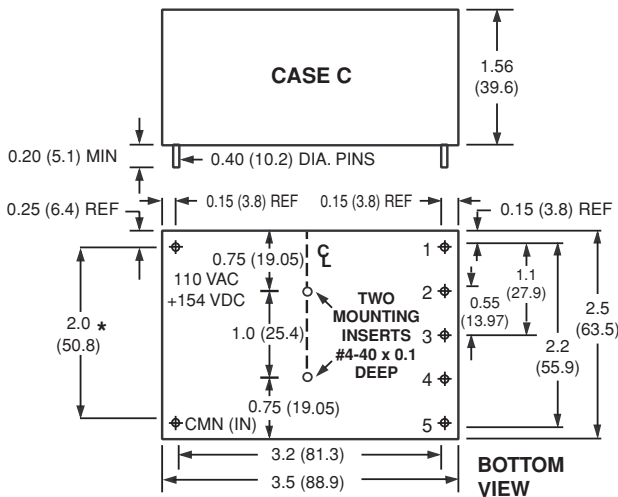 CASE C
1.56
(39.6)
0.20 (5.1) MIN
0.40 (10.2) DIA. PINS
0.25 (6.4) REF
0.15 (3.8) REF
0.15 (3.8) REF
0.15 (3.8) REF
0.75 (19.05)
CL
1
110 VAC
+154 VDC
TWO
MOUNTING
INSERTS
#4-40 x 0.1
DEEP
2
3
4
5
1.1
(27.9)
0.55
(13.97)
2.5
(63.5)
2.0 *
(50.8)
1.0 (25.4)
2.2
(55.9)
0.75 (19.05)
CMN (IN)
3.2 (81.3)
3.5 (88.9)
BOTTOM
VIEW